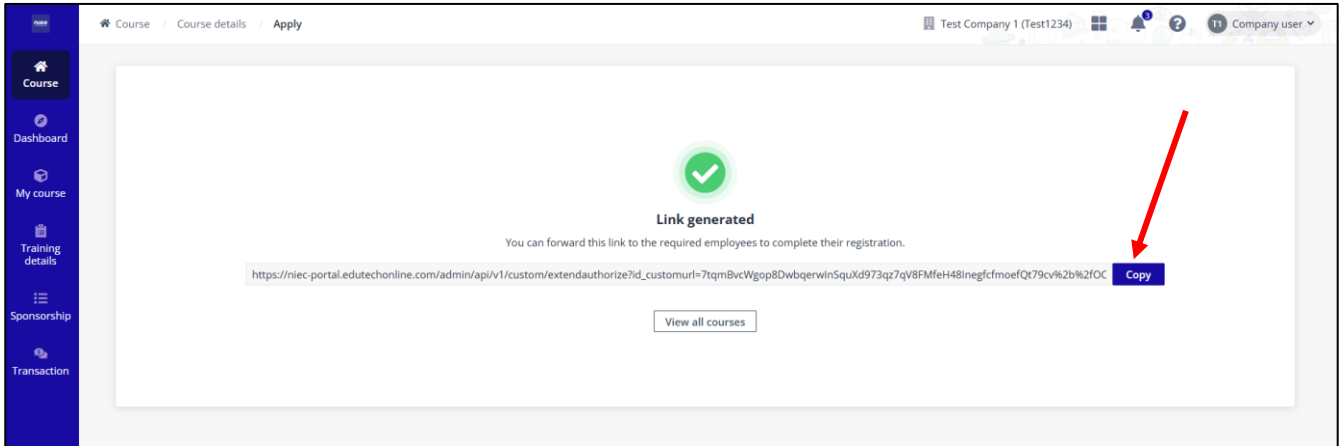 Course / Course details / Apply
Test Company 1 (Test1234)
3
?
T1 Company user
Course
Dashboard
My course
Training
details
Sponsorship
Transaction
Link generated
You can forward this link to the required employees to complete their registration.
https://niec-portal.edutechonline.com/admin/api/v1/custom/extendauthorize?id_customurl=7tqmBvcWgop8DwbqerwInSquXd973qz7qV8FMfeH48Inegfcfmoefqt79cv%2b%2fOC
Copy
View all courses